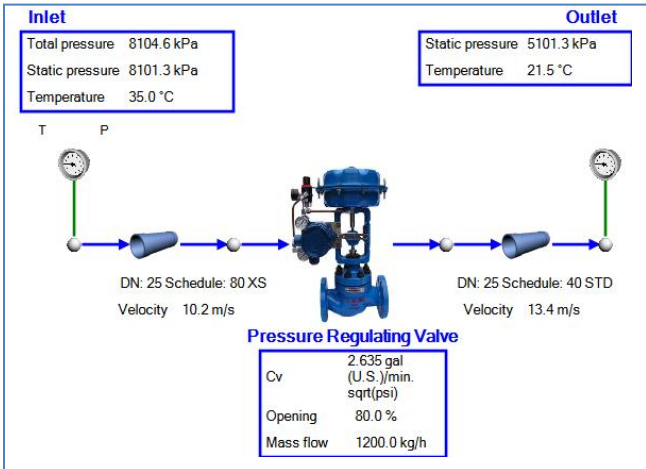 Inlet
Total pressure 8104.6 kPa
Static pressure 8101.3 kPa
Temperature 35.0 °C
Outlet
Static pressure 5101.3 kPa
Temperature 21.5 °C
T P
DN: 25 Schedule: 80 XS
Velocity 10.2 m/s
DN: 25 Schedule: 40 STD
Velocity 13.4 m/s
Pressure Regulating Valve
2.635 gal
Cv (U.S.)/min.
sqrt(psi)
Opening 80.0 %
Mass flow 1200.0 kg/h